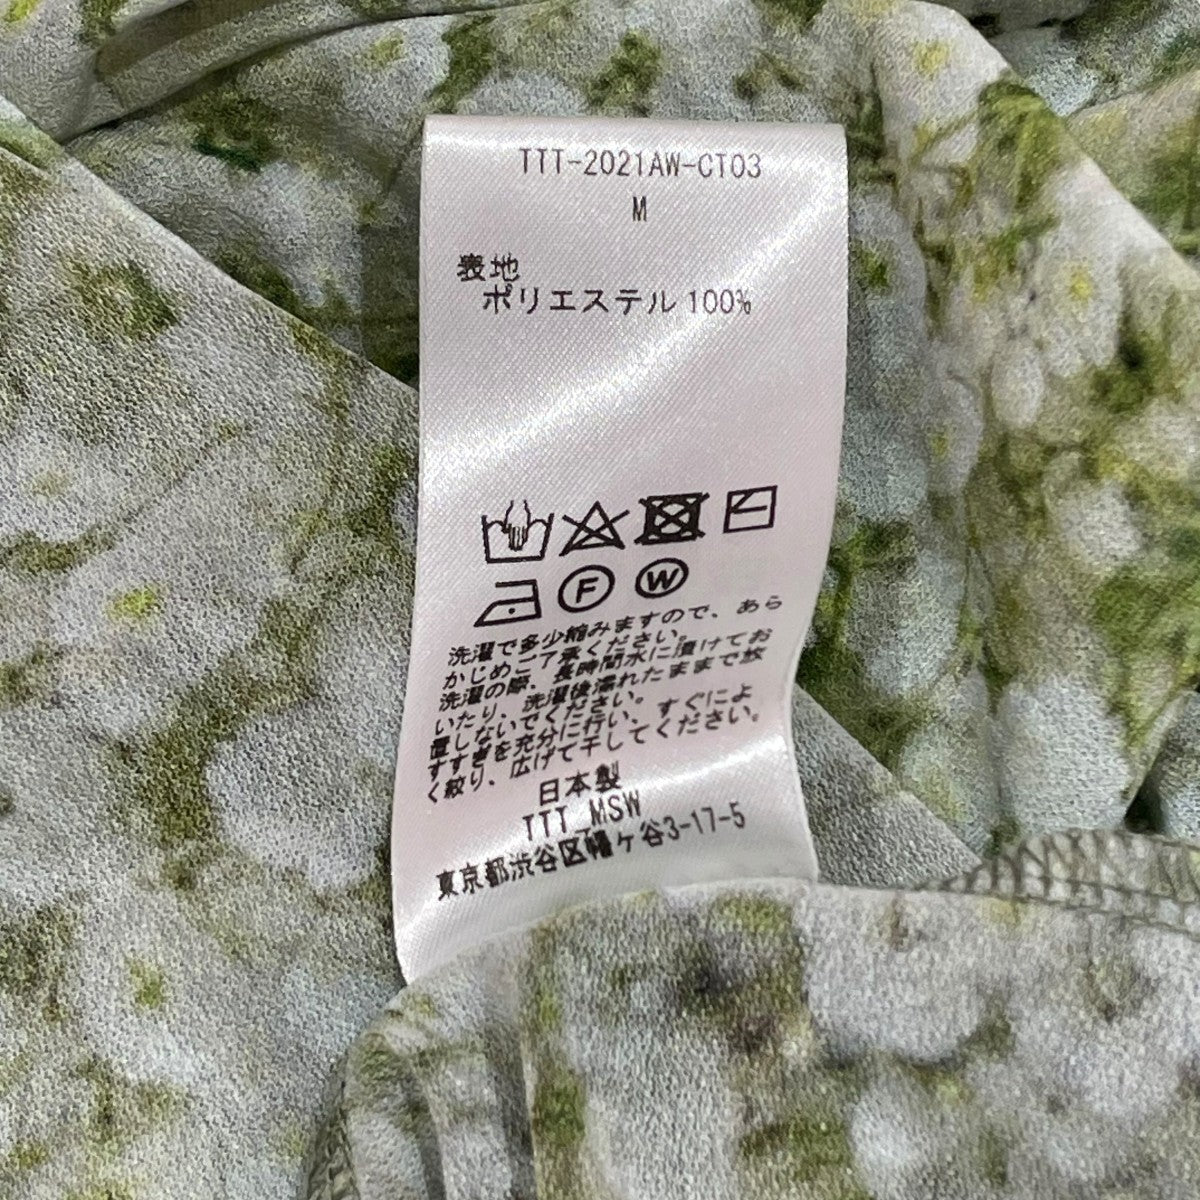 TTT-2021AW-CT03
M
表地
ポリエステル 100%
F W
洗濯で多少縮みますので、あら
かじめご了承ください。
洗濯の際、長時間水に漬けてお
いたり、洗濯後濡れたままで放
置しないでください。
すすぎを充分に行い、すぐによ
く絞り、広げて干してください。
日本製
TTT_MSW
東京都渋谷区幡ケ谷3-17-5